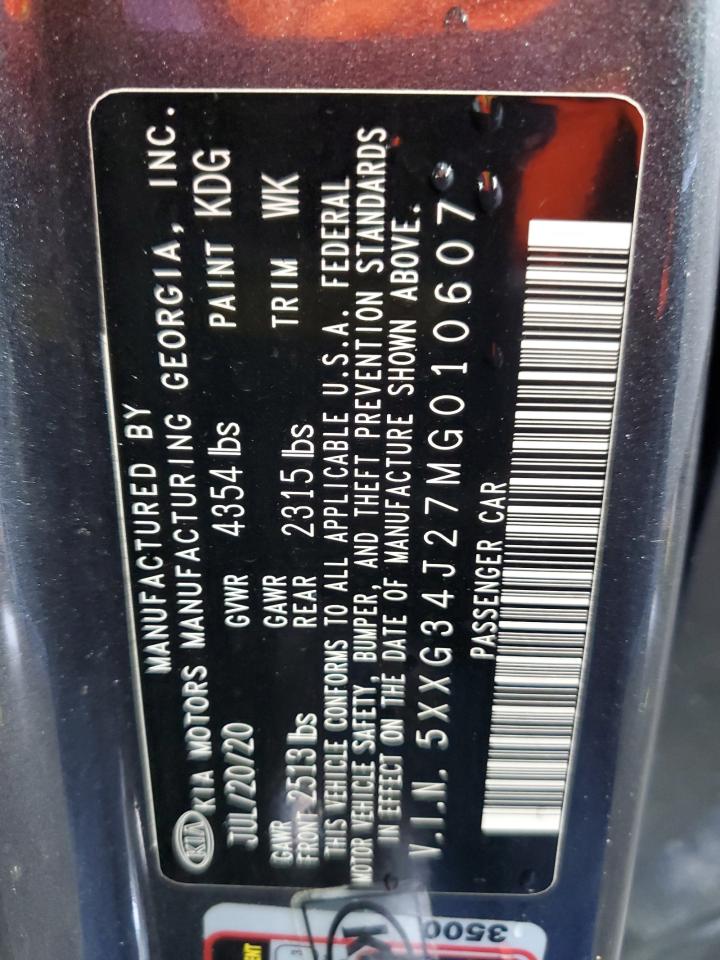 MANUFACTURED BY
KIA KIA MOTORS MANUFACTURING GEORGIA, INC.
JUL/20/20 GVWR 4354 lbs PAINT KDG
GAWR FRONT 2513 lbs GAWR REAR 2315 lbs TRIM WK
THIS VEHICLE CONFORMS TO ALL APPLICABLE U.S.A. FEDERAL
MOTOR VEHICLE SAFETY, BUMPER, AND THEFT PREVENTION STANDARDS
IN EFFECT ON THE DATE OF MANUFACTURE SHOWN ABOVE.
V.I.N. 5XXG34J27MG010607
PASSENGER CAR
3500